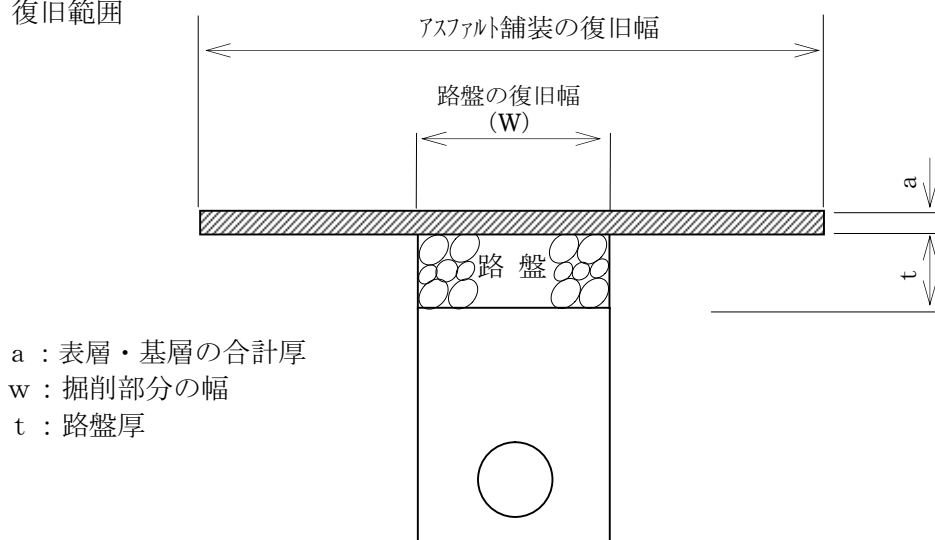 復旧範囲
アスファルト舗装の復旧幅
路盤の復旧幅
(W)
a
路 盤
t
a ：表層・基層の合計厚
w ：掘削部分の幅
t ：路盤厚